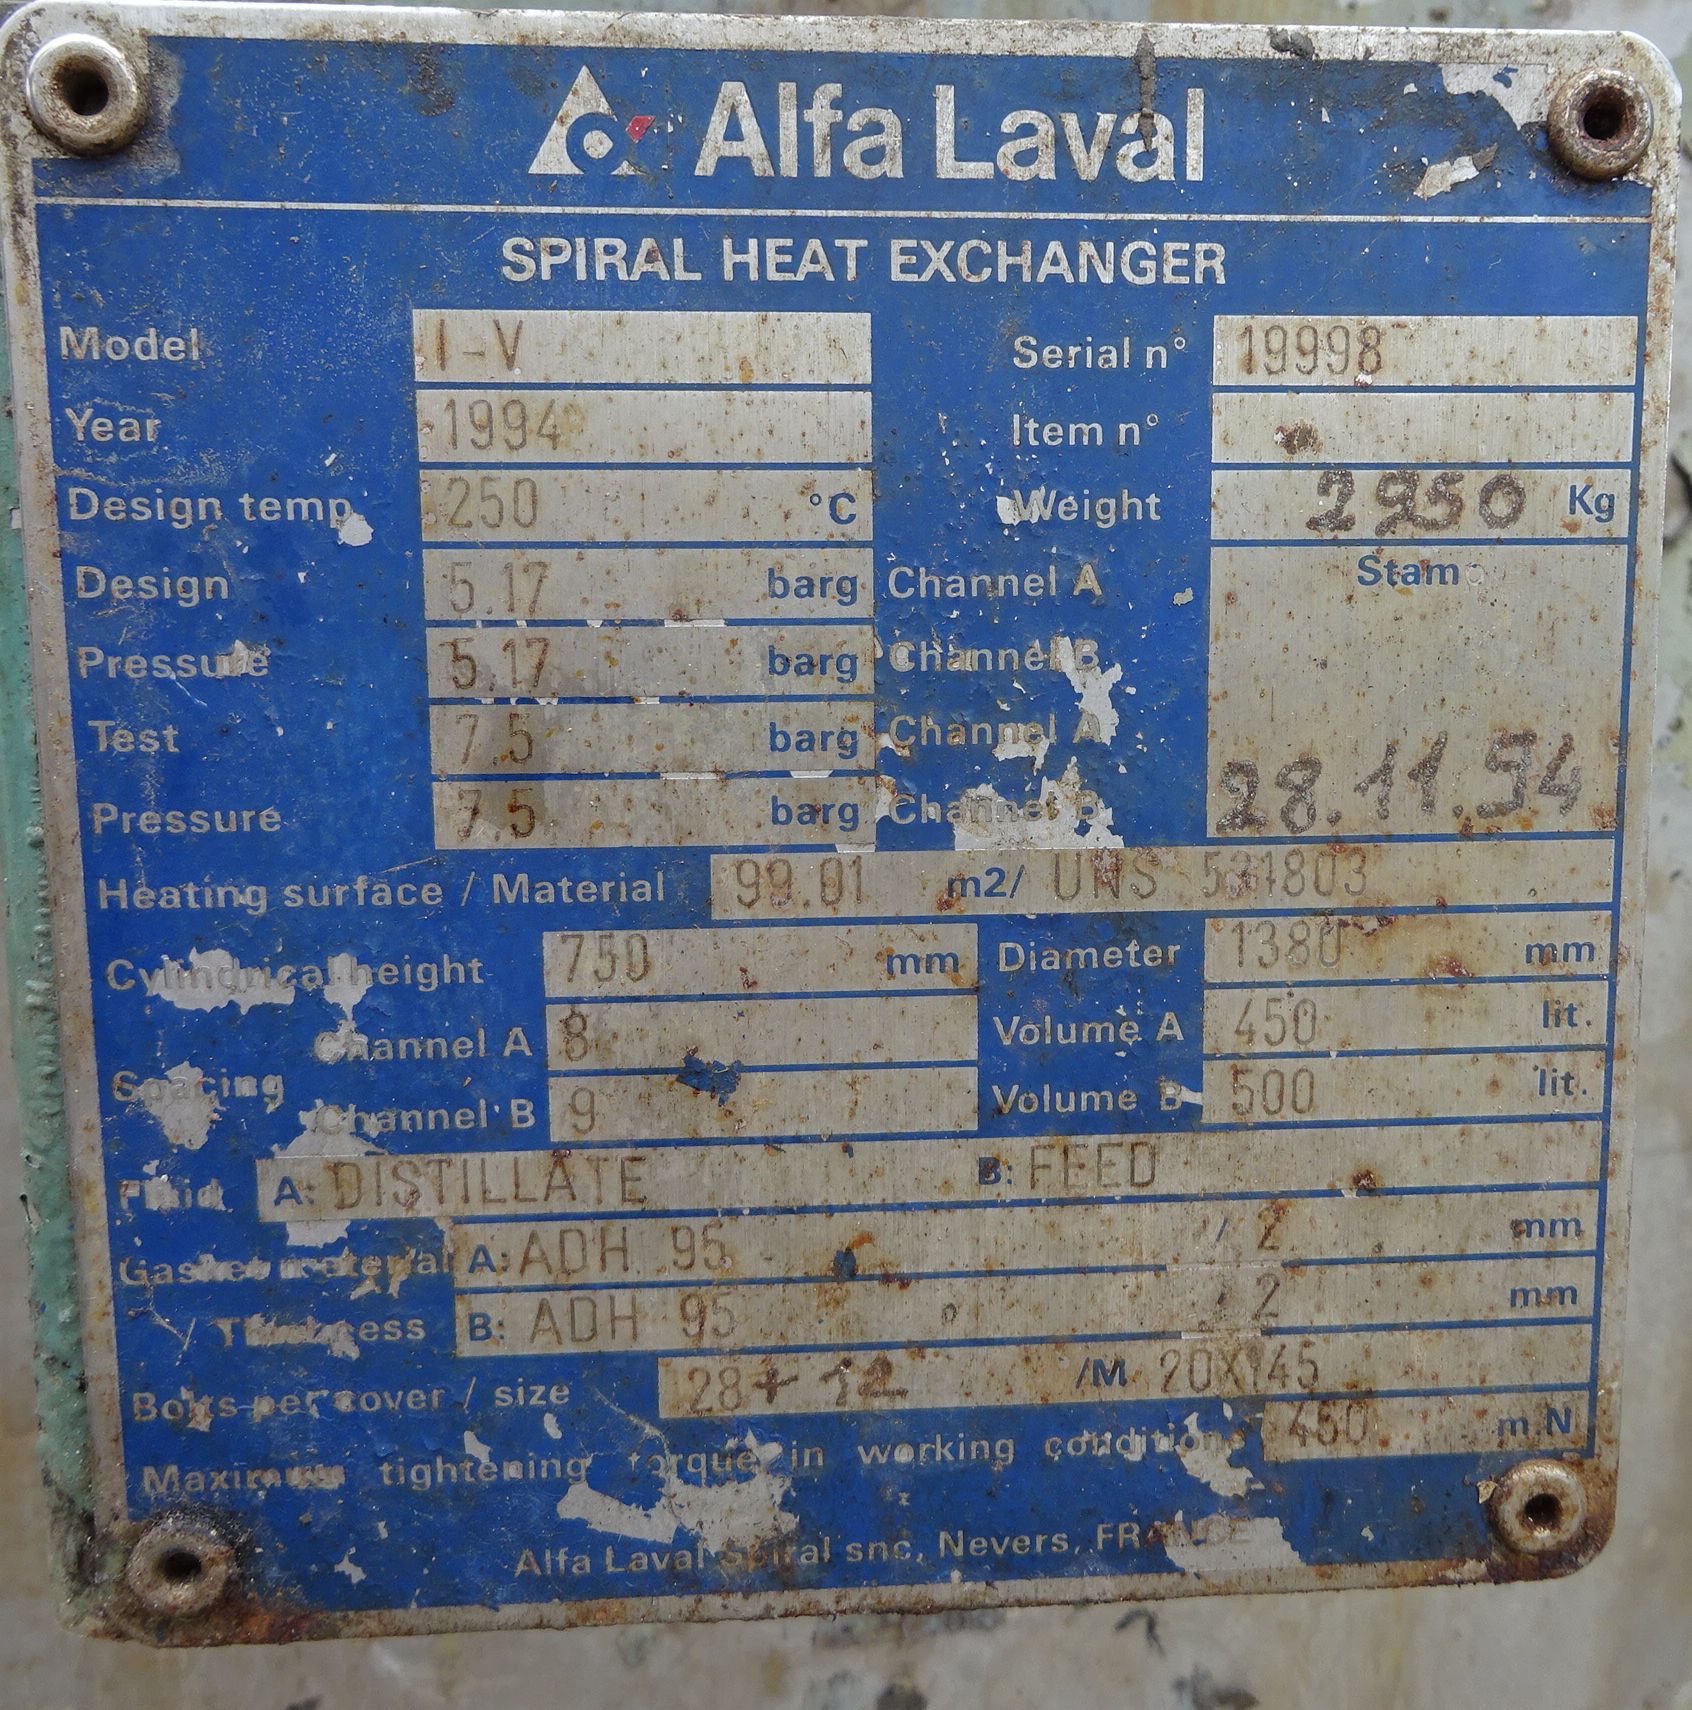 Alfa Laval
SPIRAL HEAT EXCHANGER
Model 1-V Serial n° 19998
Year 1994 Item n°
Design temp. 250 °C Weight 2950 Kg
Design 5.17 barg Channel A Stamp
Pressure 5.17 barg Channel B
Test 7.5 barg Channel A
Pressure 7.5 barg Channel B 28.11.94
Heating surface / Material 99.01 m2/ UNS S31803
Cylindrical height 750 mm Diameter 1380 mm
Channel A 8 Volume A 450 lit.
Spacing
Channel B 9 Volume B 500 lit.
Fluid A: DISTILLATE B: FEED
Gasket material A: ADH 95 / 2 mm
/ Thickness B: ADH 95 / 2 mm
Bolts per cover / size 28+12 /M 20X145
Maximum tightening torque in working conditions 450 m.N
Alfa Laval Spiral snc, Nevers, FRANCE